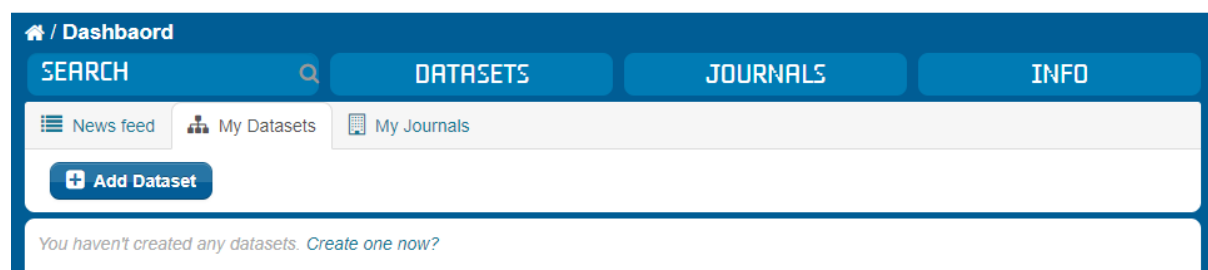 / Dashbaord
SEARCH DATASETS JOURNALS INFO
News feed My Datasets My Journals
Add Dataset
You haven't created any datasets. Create one now?